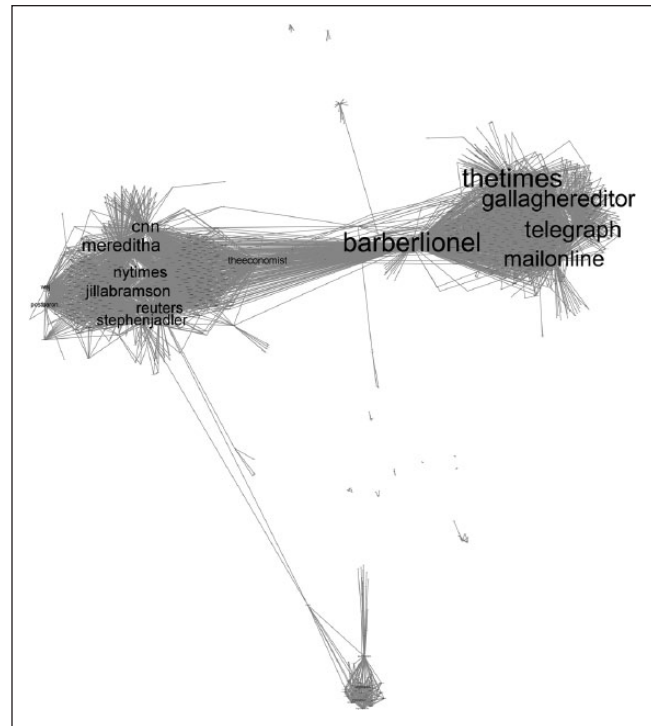 thetimes
gallaghereditor
telegraph
mailonline
barberlionel
theeconomist
cnn
mereditha
nytimes
jillabramson
reuters
stephenjadler